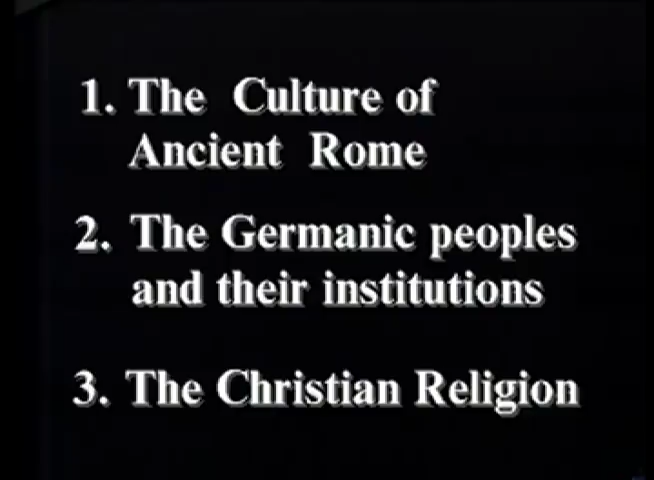 1. The Culture of
Ancient Rome
2. The Germanic peoples
and their institutions
3. The Christian Religion